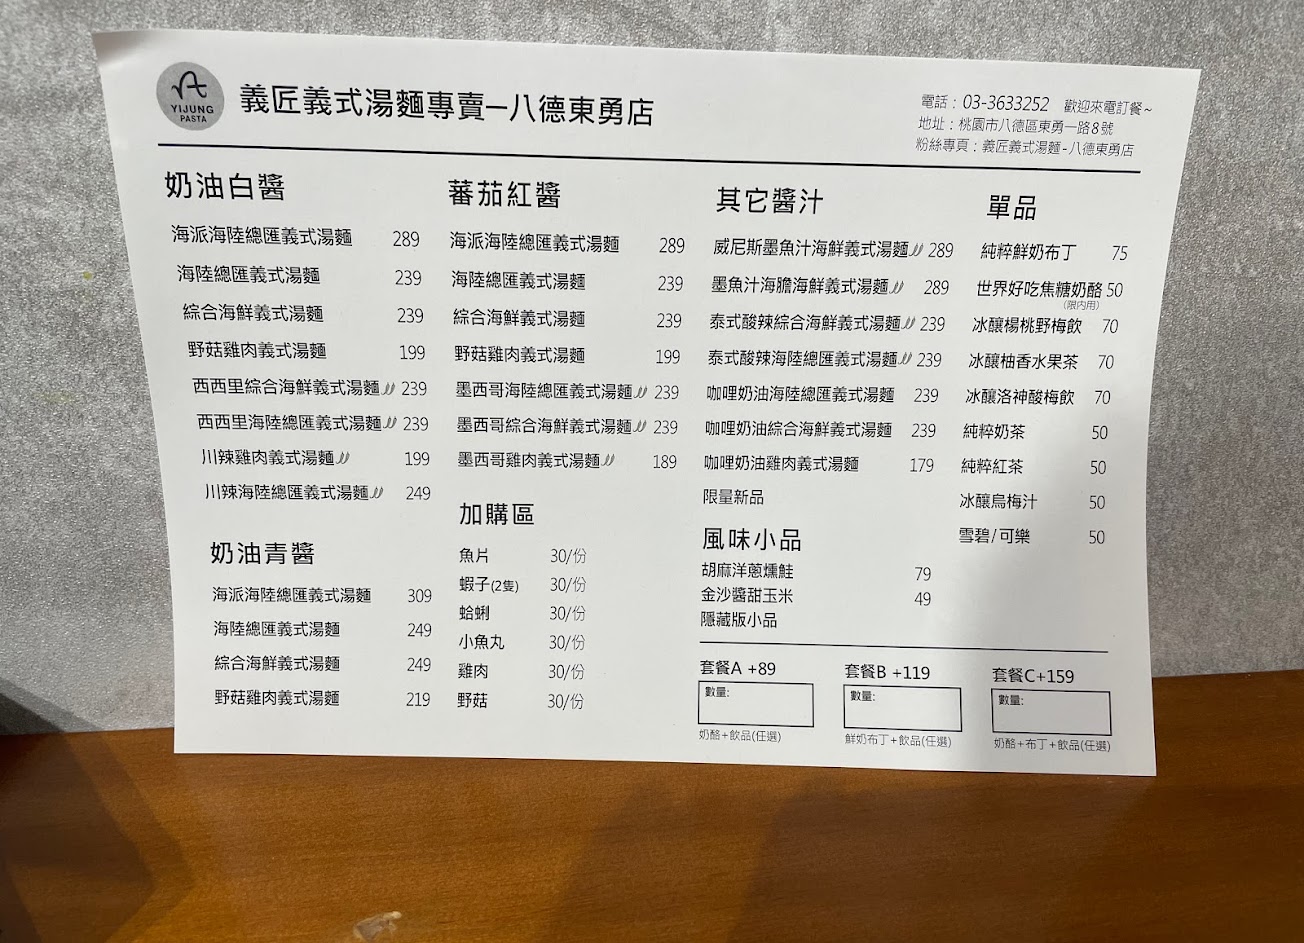 YIJUNG
PASTA
義匠義式湯麵專賣–八德東勇店
電話：03-3633252 歡迎來電訂餐~
地址：桃園市八德區東勇一路8號
粉絲專頁：義匠義式湯麵-八德東勇店
奶油白醬
海派海陸總匯義式湯麵 289
海陸總匯義式湯麵 239
綜合海鮮義式湯麵 239
野菇雞肉義式湯麵 199
西西里綜合海鮮義式湯麵 239
西西里海陸總匯義式湯麵 239
川辣雞肉義式湯麵 199
川辣海陸總匯義式湯麵 249
奶油青醬
海派海陸總匯義式湯麵 309
海陸總匯義式湯麵 249
綜合海鮮義式湯麵 249
野菇雞肉義式湯麵 219
蕃茄紅醬
海派海陸總匯義式湯麵 289
海陸總匯義式湯麵 239
綜合海鮮義式湯麵 239
野菇雞肉義式湯麵 199
墨西哥海陸總匯義式湯麵 239
墨西哥綜合海鮮義式湯麵 239
墨西哥雞肉義式湯麵 189
加購區
魚片 30/份
蝦子(2隻) 30/份
蛤蜊 30/份
小魚丸 30/份
雞肉 30/份
野菇 30/份
其它醬汁
威尼斯墨魚汁海鮮義式湯麵 289
墨魚汁海膽海鮮義式湯麵 289
泰式酸辣綜合海鮮義式湯麵 239
泰式酸辣海陸總匯義式湯麵 239
咖哩奶油海陸總匯義式湯麵 239
咖哩奶油綜合海鮮義式湯麵 239
咖哩奶油雞肉義式湯麵 179
限量新品
風味小品
胡麻洋蔥燻鮭 79
金沙醬甜玉米 49
隱藏版小品
單品
純粹鮮奶布丁 75
世界好吃焦糖奶酪 50
(限內用)
冰釀楊桃野梅飲 70
冰釀柚香水果茶 70
冰釀洛神酸梅飲 70
純粹奶茶 50
純粹紅茶 50
冰釀烏梅汁 50
雪碧/可樂 50
套餐A +89
數量:
奶酪+飲品(任選)
套餐B +119
數量:
鮮奶布丁+飲品(任選)
套餐C+159
數量:
奶酪+布丁+飲品(任選)